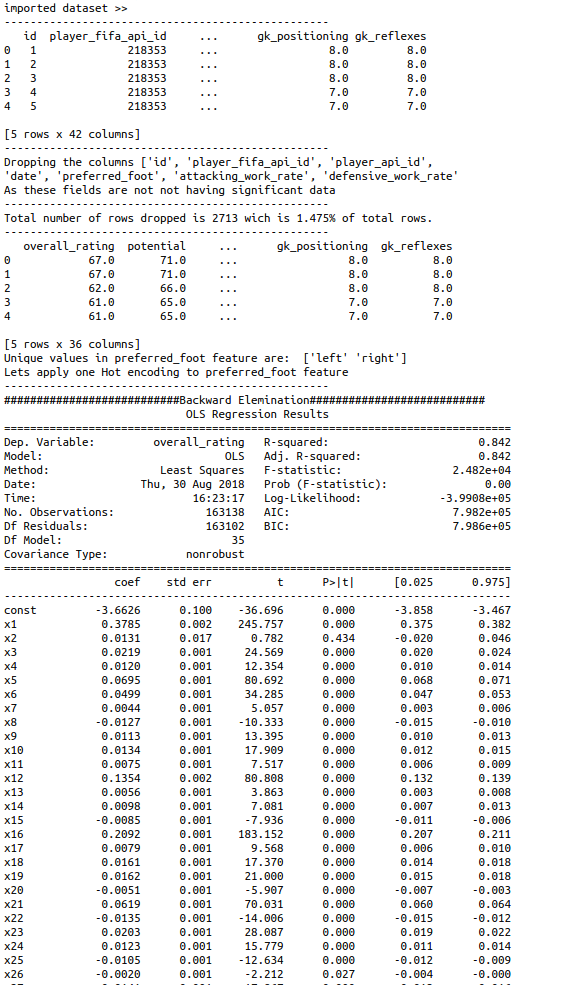 imported dataset >>
--------------------------------------------------
id player_fifa_api_id ... gk_positioning gk_reflexes
0 1 218353 ... 8.0 8.0
1 2 218353 ... 8.0 8.0
2 3 218353 ... 8.0 8.0
3 4 218353 ... 7.0 7.0
4 5 218353 ... 7.0 7.0
[5 rows x 42 columns]
--------------------------------------------------
Dropping the columns ['id', 'player_fifa_api_id', 'player_api_id',
'date', 'preferred_foot', 'attacking_work_rate', 'defensive_work_rate'
As these fields are not not having significant data
--------------------------------------------------
Total number of rows dropped is 2713 wich is 1.475% of total rows.
--------------------------------------------------
overall_rating potential ... gk_positioning gk_reflexes
0 67.0 71.0 ... 8.0 8.0
1 67.0 71.0 ... 8.0 8.0
2 62.0 66.0 ... 8.0 8.0
3 61.0 65.0 ... 7.0 7.0
4 61.0 65.0 ... 7.0 7.0
[5 rows x 36 columns]
Unique values in preferred_foot feature are:  ['left' 'right']
Lets apply one Hot encoding to preferred_foot feature
--------------------------------------------------
###########################Backward Elemination###########################
OLS Regression Results
==============================================================================
Dep. Variable: overall_rating R-squared: 0.842
Model: OLS Adj. R-squared: 0.842
Method: Least Squares F-statistic: 2.482e+04
Date: Thu, 30 Aug 2018 Prob (F-statistic): 0.00
Time: 16:23:17 Log-Likelihood: -3.9908e+05
No. Observations: 163138 AIC: 7.982e+05
Df Residuals: 163102 BIC: 7.986e+05
Df Model: 35
Covariance Type: nonrobust
==============================================================================
coef std err t P>|t| [0.025 0.975]
------------------------------------------------------------------------------
const -3.6626 0.100 -36.696 0.000 -3.858 -3.467
x1 0.3785 0.002 245.757 0.000 0.375 0.382
x2 0.0131 0.017 0.782 0.434 -0.020 0.046
x3 0.0219 0.001 24.569 0.000 0.020 0.024
x4 0.0120 0.001 12.354 0.000 0.010 0.014
x5 0.0695 0.001 80.692 0.000 0.068 0.071
x6 0.0499 0.001 34.285 0.000 0.047 0.053
x7 0.0044 0.001 5.057 0.000 0.003 0.006
x8 -0.0127 0.001 -10.333 0.000 -0.015 -0.010
x9 0.0113 0.001 13.395 0.000 0.010 0.013
x10 0.0134 0.001 17.909 0.000 0.012 0.015
x11 0.0075 0.001 7.517 0.000 0.006 0.009
x12 0.1354 0.002 80.808 0.000 0.132 0.139
x13 0.0056 0.001 3.863 0.000 0.003 0.008
x14 0.0098 0.001 7.081 0.000 0.007 0.013
x15 -0.0085 0.001 -7.936 0.000 -0.011 -0.006
x16 0.2092 0.001 183.152 0.000 0.207 0.211
x17 0.0079 0.001 9.568 0.000 0.006 0.010
x18 0.0161 0.001 17.370 0.000 0.014 0.018
x19 0.0162 0.001 21.000 0.000 0.015 0.018
x20 -0.0051 0.001 -5.907 0.000 -0.007 -0.003
x21 0.0619 0.001 70.031 0.000 0.060 0.064
x22 -0.0135 0.001 -14.006 0.000 -0.015 -0.012
x23 0.0203 0.001 28.087 0.000 0.019 0.022
x24 0.0123 0.001 15.779 0.000 0.011 0.014
x25 -0.0105 0.001 -12.634 0.000 -0.012 -0.009
x26 -0.0020 0.001 -2.212 0.027 -0.004 -0.000